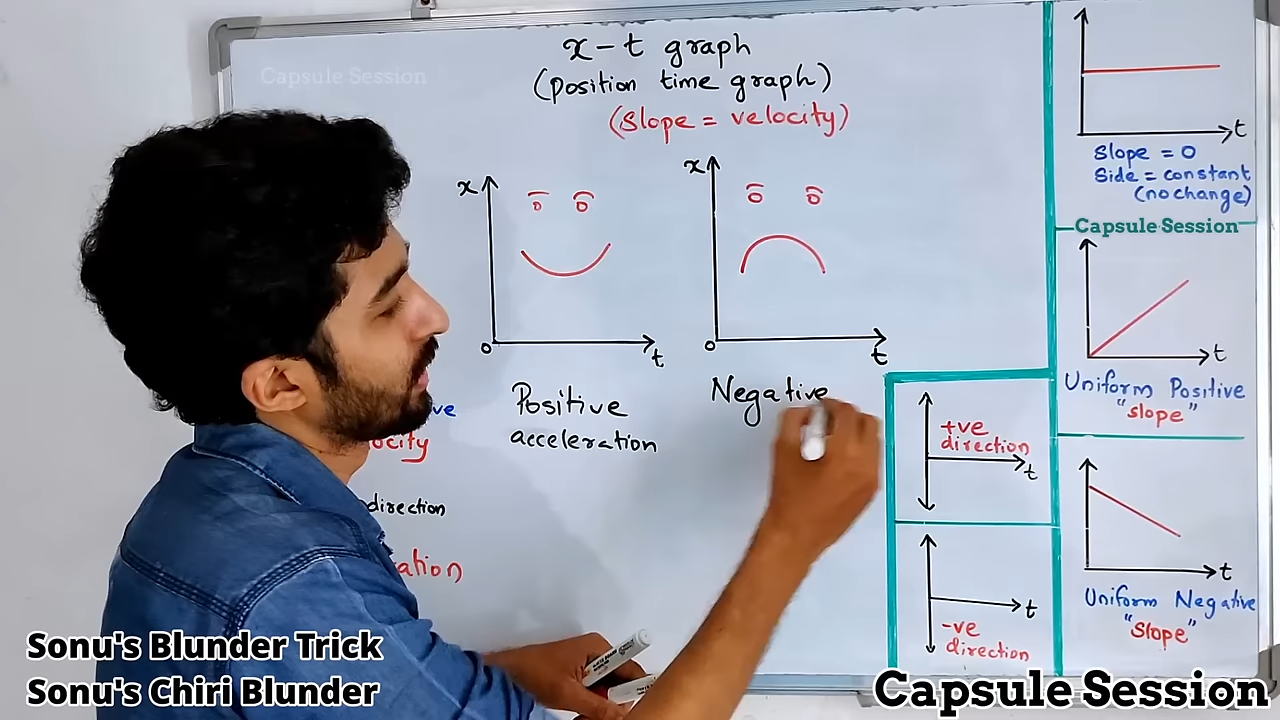 x-t graph
(position time graph)
(slope = velocity)
Capsule Session
x
t
o
Positive
acceleration
x
t
o
Negative
direction
t
Slope = 0
Side = constant
(no change)
Capsule Session
t
Uniform Positive
"slope"
t
Uniform Negative
"slope"
+ve
direction
t
t
-ve
direction
Sonu's Blunder Trick
Sonu's Chiri Blunder
Capsule Session